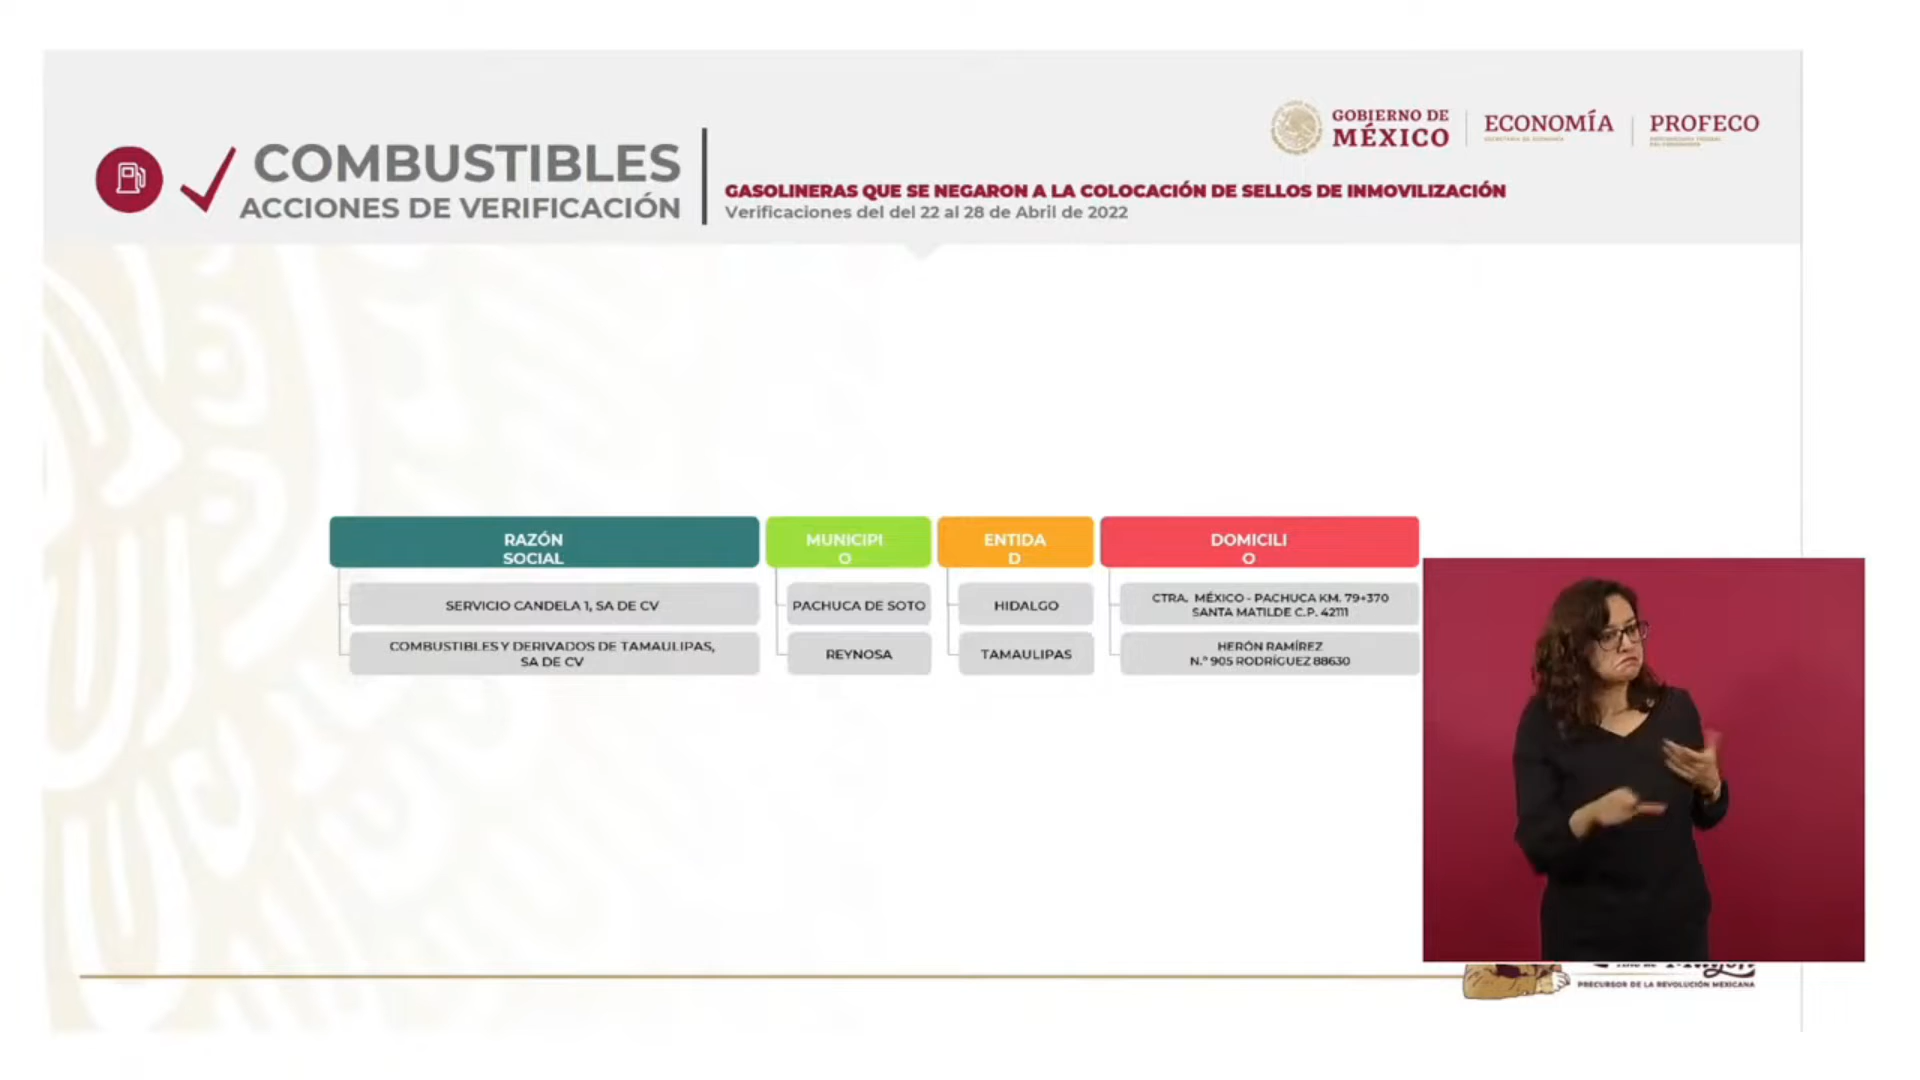 GOBIERNO DE
MÉXICO
ECONOMÍA
PROFECO
COMBUSTIBLES
ACCIONES DE VERIFICACIÓN
GASOLINERAS QUE SE NEGARON A LA COLOCACIÓN DE SELLOS DE INMOVILIZACIÓN
Verificaciones del del 22 al 28 de Abril de 2022
RAZÓN
SOCIAL
MUNICIPI
O
ENTIDA
D
DOMICILI
O
SERVICIO CANDELA 1, SA DE CV
PACHUCA DE SOTO
HIDALGO
CTRA. MÉXICO - PACHUCA KM. 79+370
SANTA MATILDE C.P. 42111
COMBUSTIBLES Y DERIVADOS DE TAMAULIPAS,
SA DE CV
REYNOSA
TAMAULIPAS
HERÓN RAMÍREZ
N.º 905 RODRÍGUEZ 88630
PRECURSOR DE LA REVOLUCIÓN MEXICANA